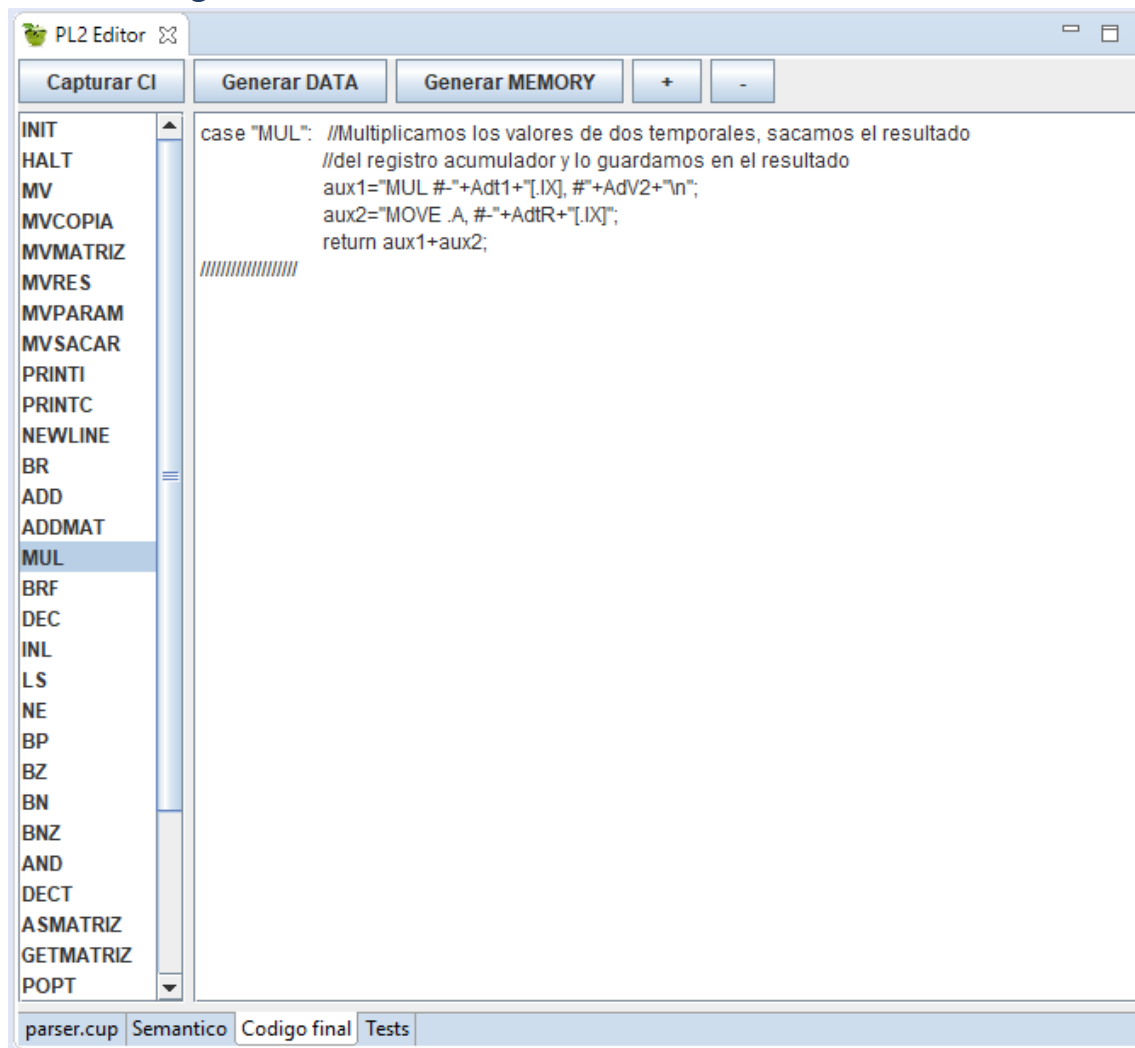 PL2 Editor
Capturar CI Generar DATA Generar MEMORY + -
INIT
HALT
MV
MVCOPIA
MVMATRIZ
MVRES
MVPARAM
MVSACAR
PRINTI
PRINTC
NEWLINE
BR
ADD
ADDMAT
MUL
BRF
DEC
INL
LS
NE
BP
BZ
BN
BNZ
AND
DECT
ASMATRIZ
GETMATRIZ
POPT
case "MUL": //Multiplicamos los valores de dos temporales, sacamos el resultado
//del registro acumulador y lo guardamos en el resultado
aux1="MUL #-"+Adt1+"[.IX], #"+AdV2+"\n";
aux2="MOVE .A, #-"+AdtR+"[.IX]";
return aux1+aux2;
///////////////////
parser.cup Semantico Codigo final Tests